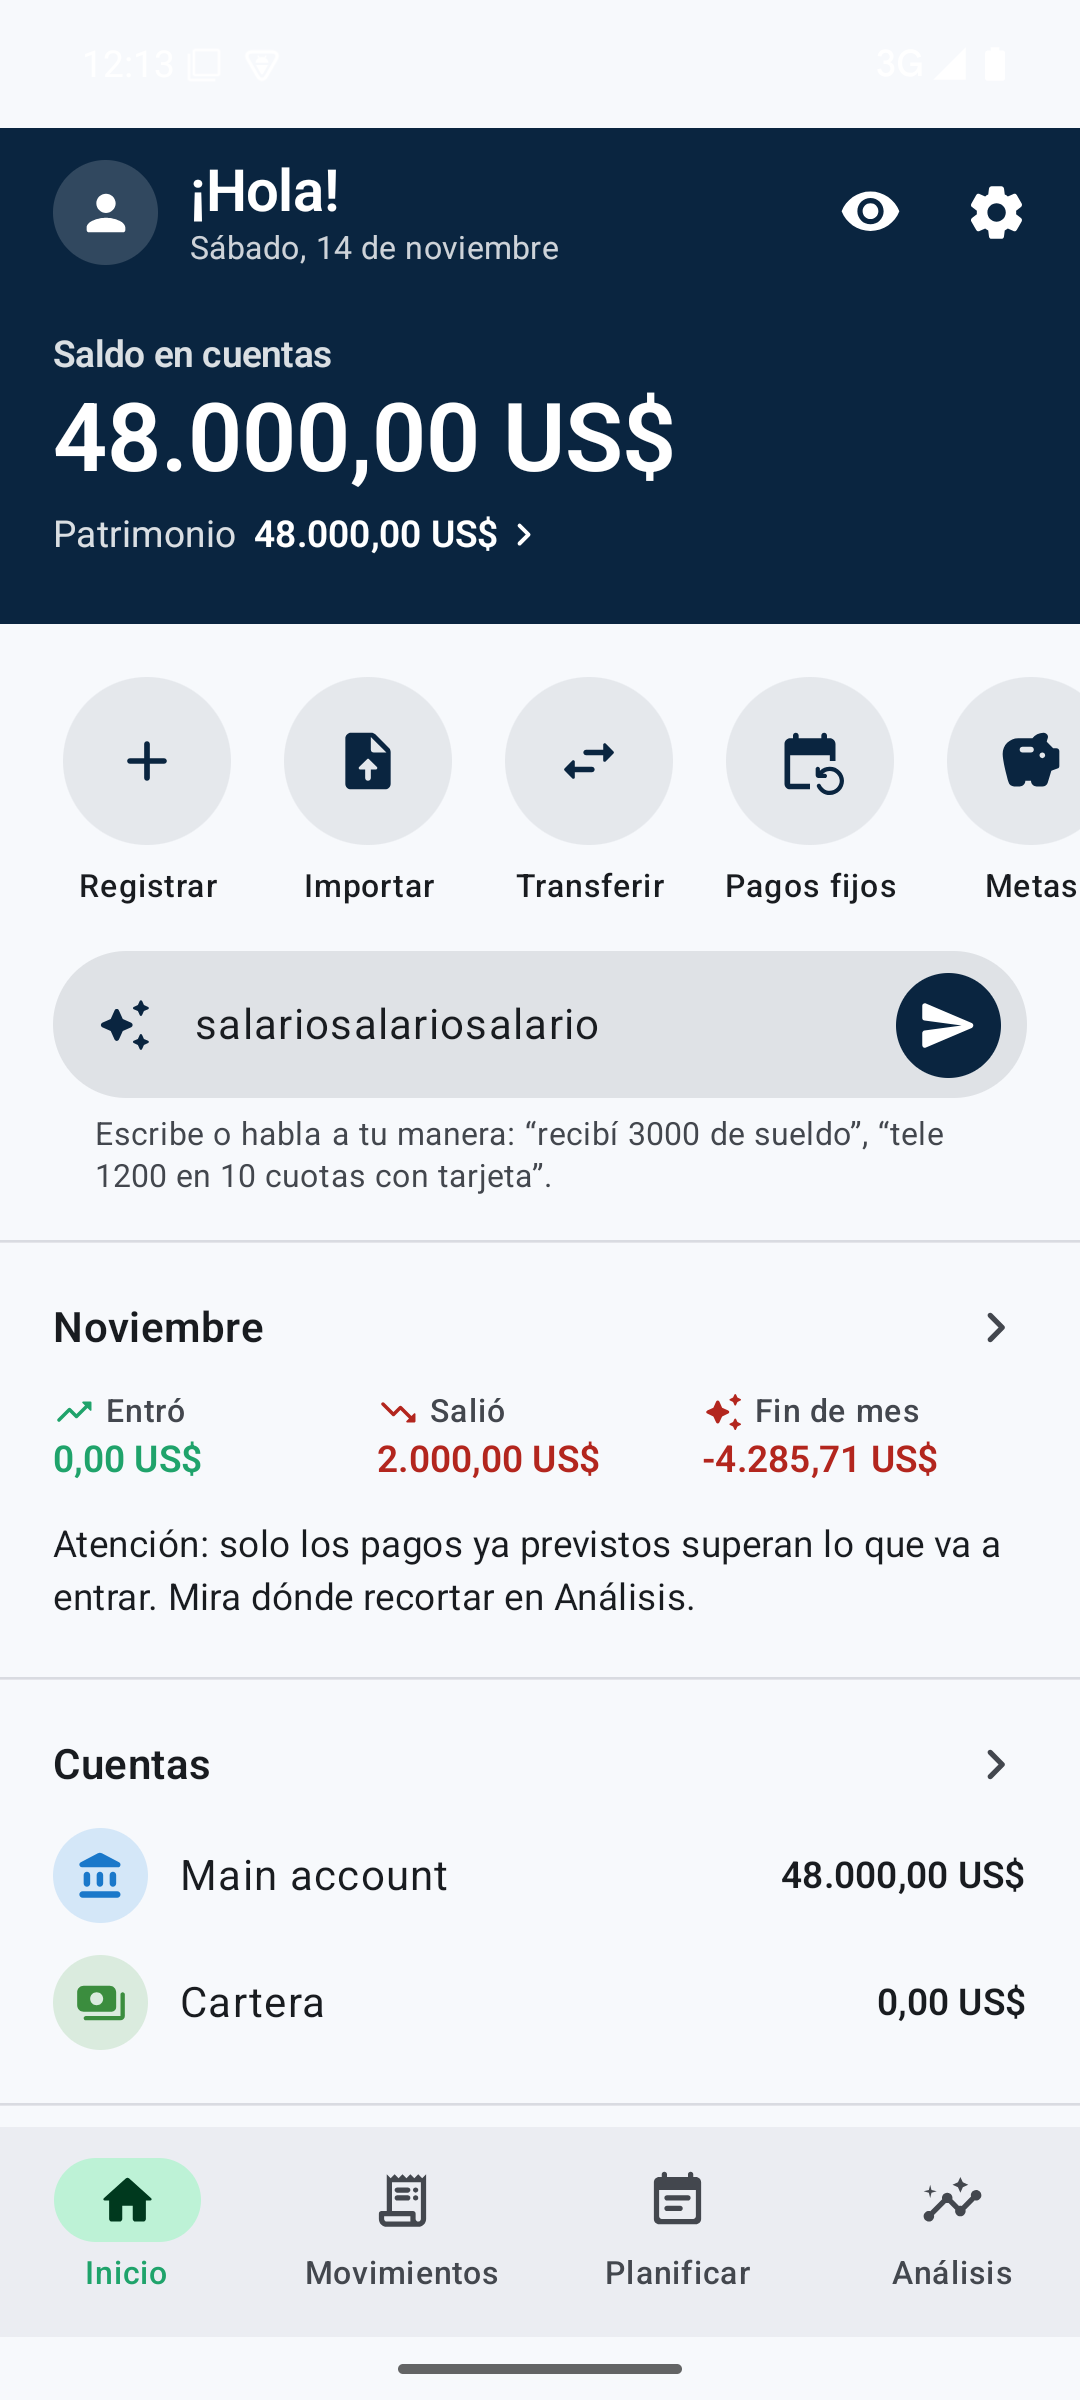 12:13
3G
¡Hola!
Sábado, 14 de noviembre
Saldo en cuentas
48.000,00 US$
Patrimonio 48.000,00 US$
Registrar
Importar
Transferir
Pagos fijos
Metas
salariosalariosalario
Escribe o habla a tu manera: “recibí 3000 de sueldo”, “tele
1200 en 10 cuotas con tarjeta”.
Noviembre
Entró
0,00 US$
Salió
2.000,00 US$
Fin de mes
-4.285,71 US$
Atención: solo los pagos ya previstos superan lo que va a
entrar. Mira dónde recortar en Análisis.
Cuentas
Main account
48.000,00 US$
Cartera
0,00 US$
Inicio
Movimientos
Planificar
Análisis